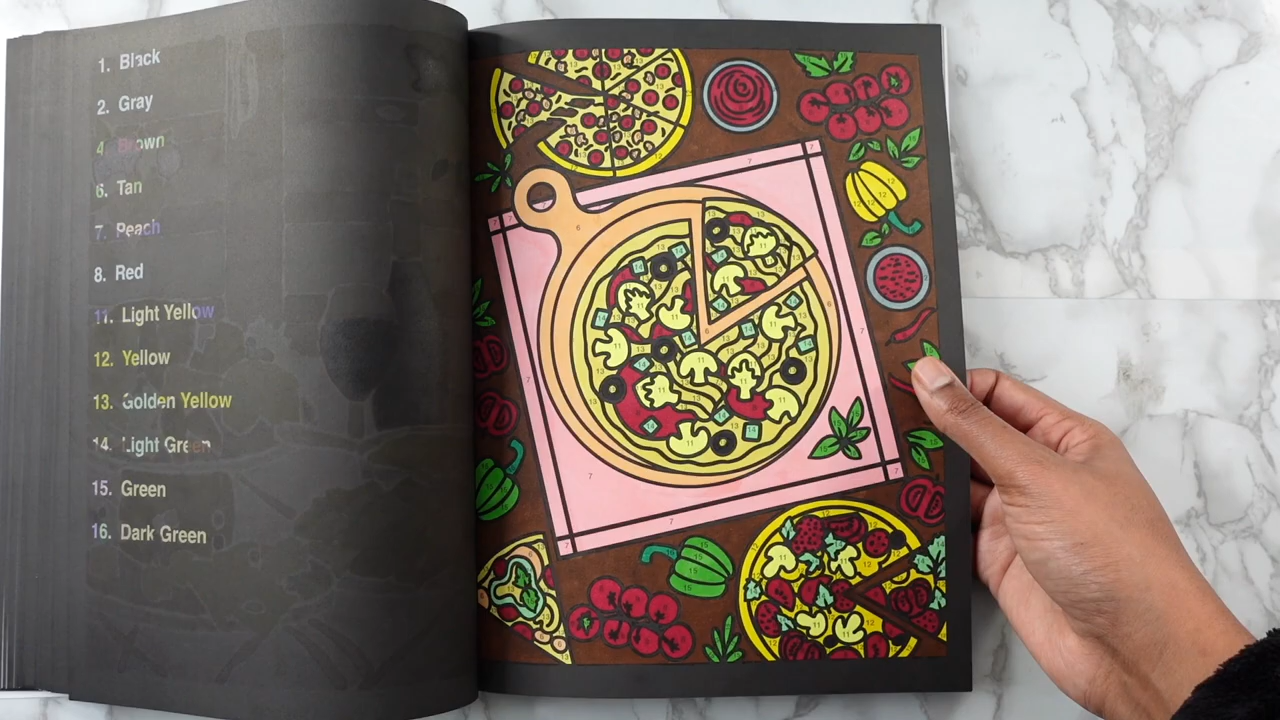 1. Black
2. Gray
4. Brown
6. Tan
7. Peach
8. Red
11. Light Yellow
12. Yellow
13. Golden Yellow
14. Light Green
15. Green
16. Dark Green